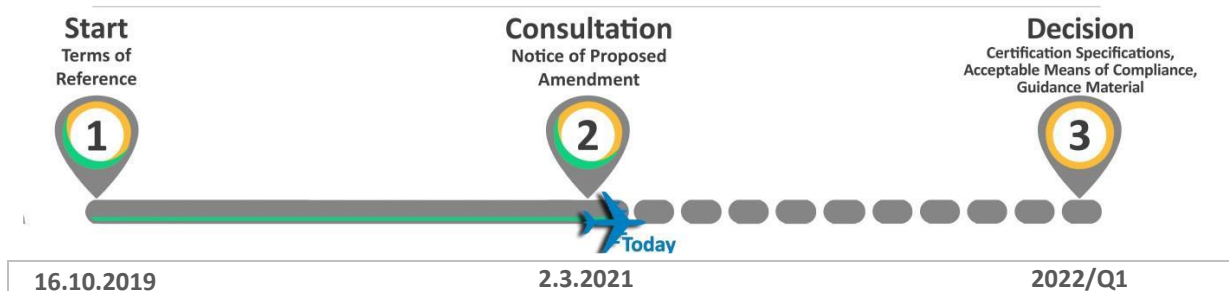 Start
Terms of
Reference
1
Consultation
Notice of Proposed
Amendment
2
Decision
Certification Specifications,
Acceptable Means of Compliance,
Guidance Material
3
Today
16.10.2019
2.3.2021
2022/Q1